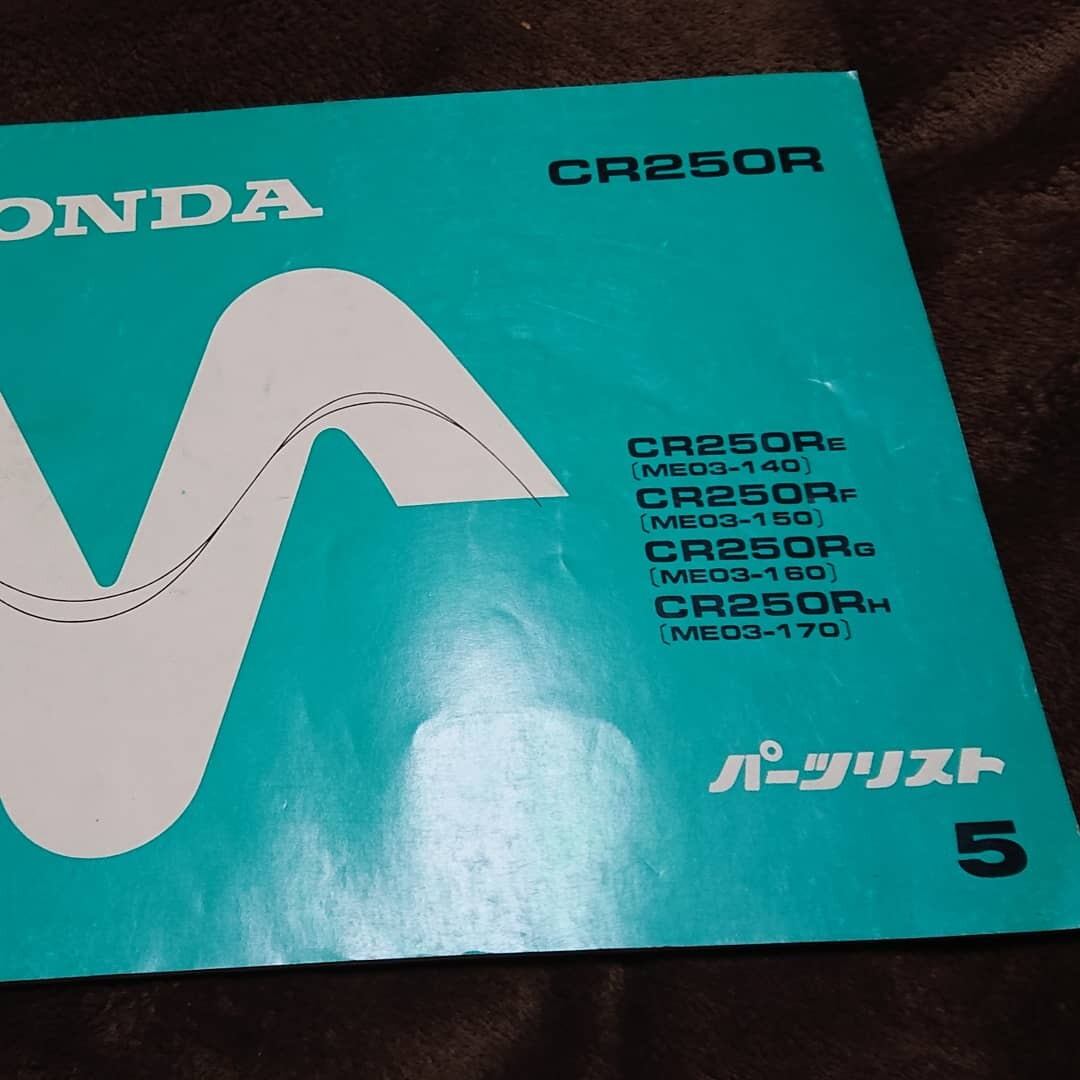 ONDA
CR250R
CR250RE
[ME03-140]
CR250RF
[ME03-150]
CR250RG
[ME03-160]
CR250RH
[ME03-170]
パーツリスト
5